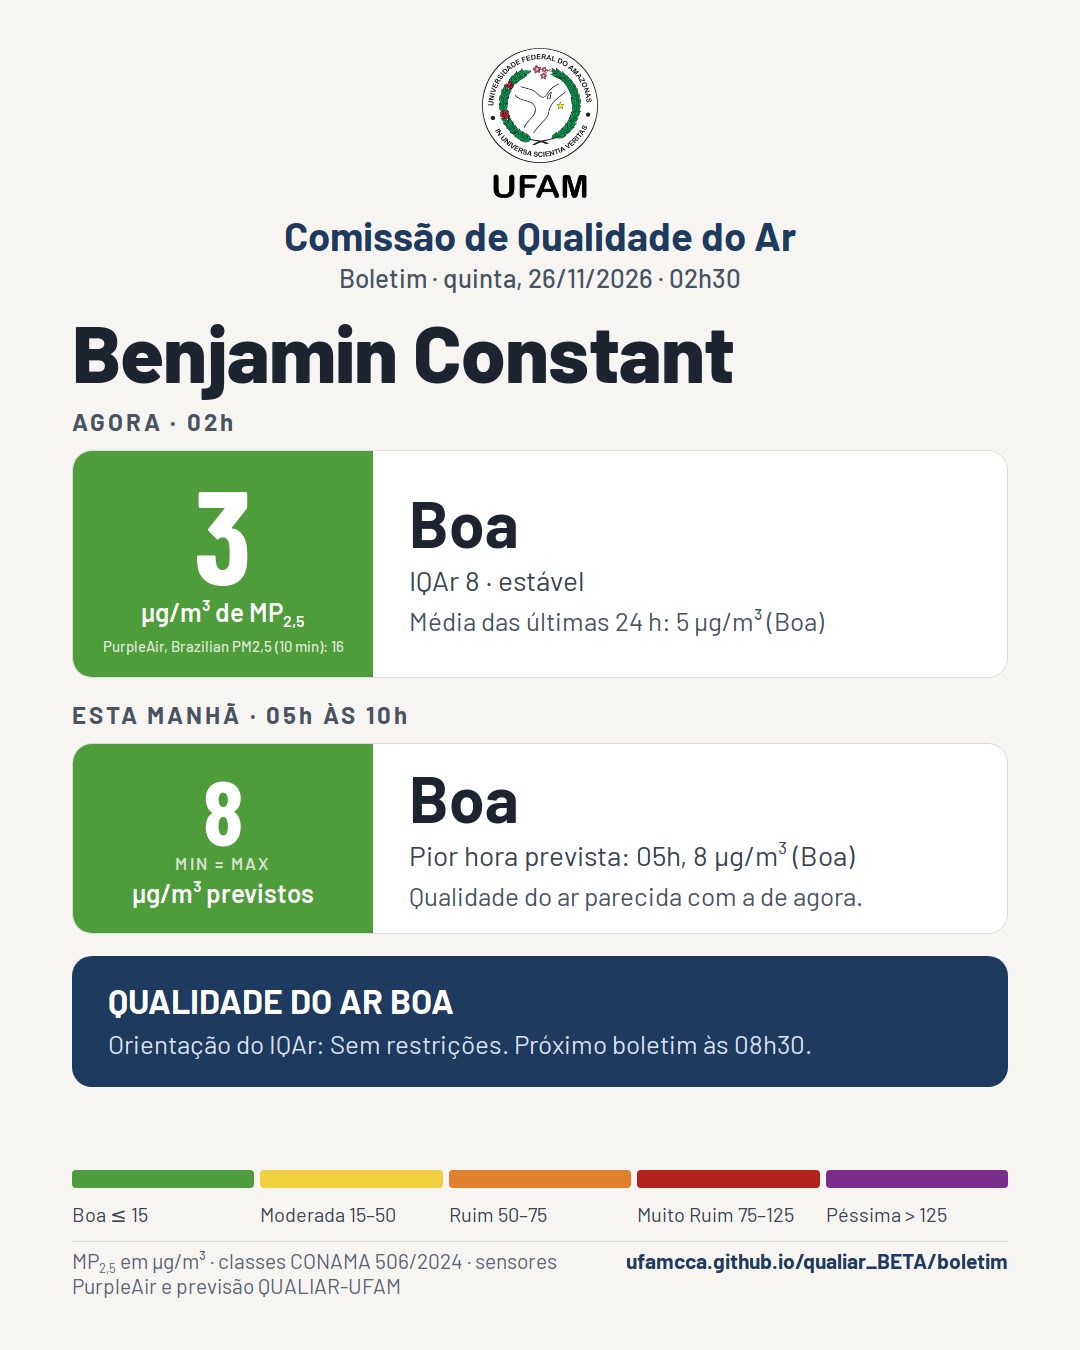 UNIVERSIDADE FEDERAL DO AMAZONAS
IN UNIVERSA SCIENTIA VERITAS
UFAM
Comissão de Qualidade do Ar
Boletim · quinta, 26/11/2026 · 02h30
Benjamin Constant
AGORA · 02h
3
µg/m³ de MP2,5
PurpleAir, Brazilian PM2,5 (10 min): 16
Boa
IQAr 8 · estável
Média das últimas 24 h: 5 µg/m³ (Boa)
ESTA MANHÃ · 05h ÀS 10h
8
MIN = MAX
µg/m³ previstos
Boa
Pior hora prevista: 05h, 8 µg/m³ (Boa)
Qualidade do ar parecida com a de agora.
QUALIDADE DO AR BOA
Orientação do IQAr: Sem restrições. Próximo boletim às 08h30.
Boa ≤ 15
Moderada 15–50
Ruim 50–75
Muito Ruim 75–125
Péssima > 125
MP2,5 em µg/m³ · classes CONAMA 506/2024 · sensores
PurpleAir e previsão QUALIAR-UFAM
ufamcca.github.io/qualiar_BETA/boletim